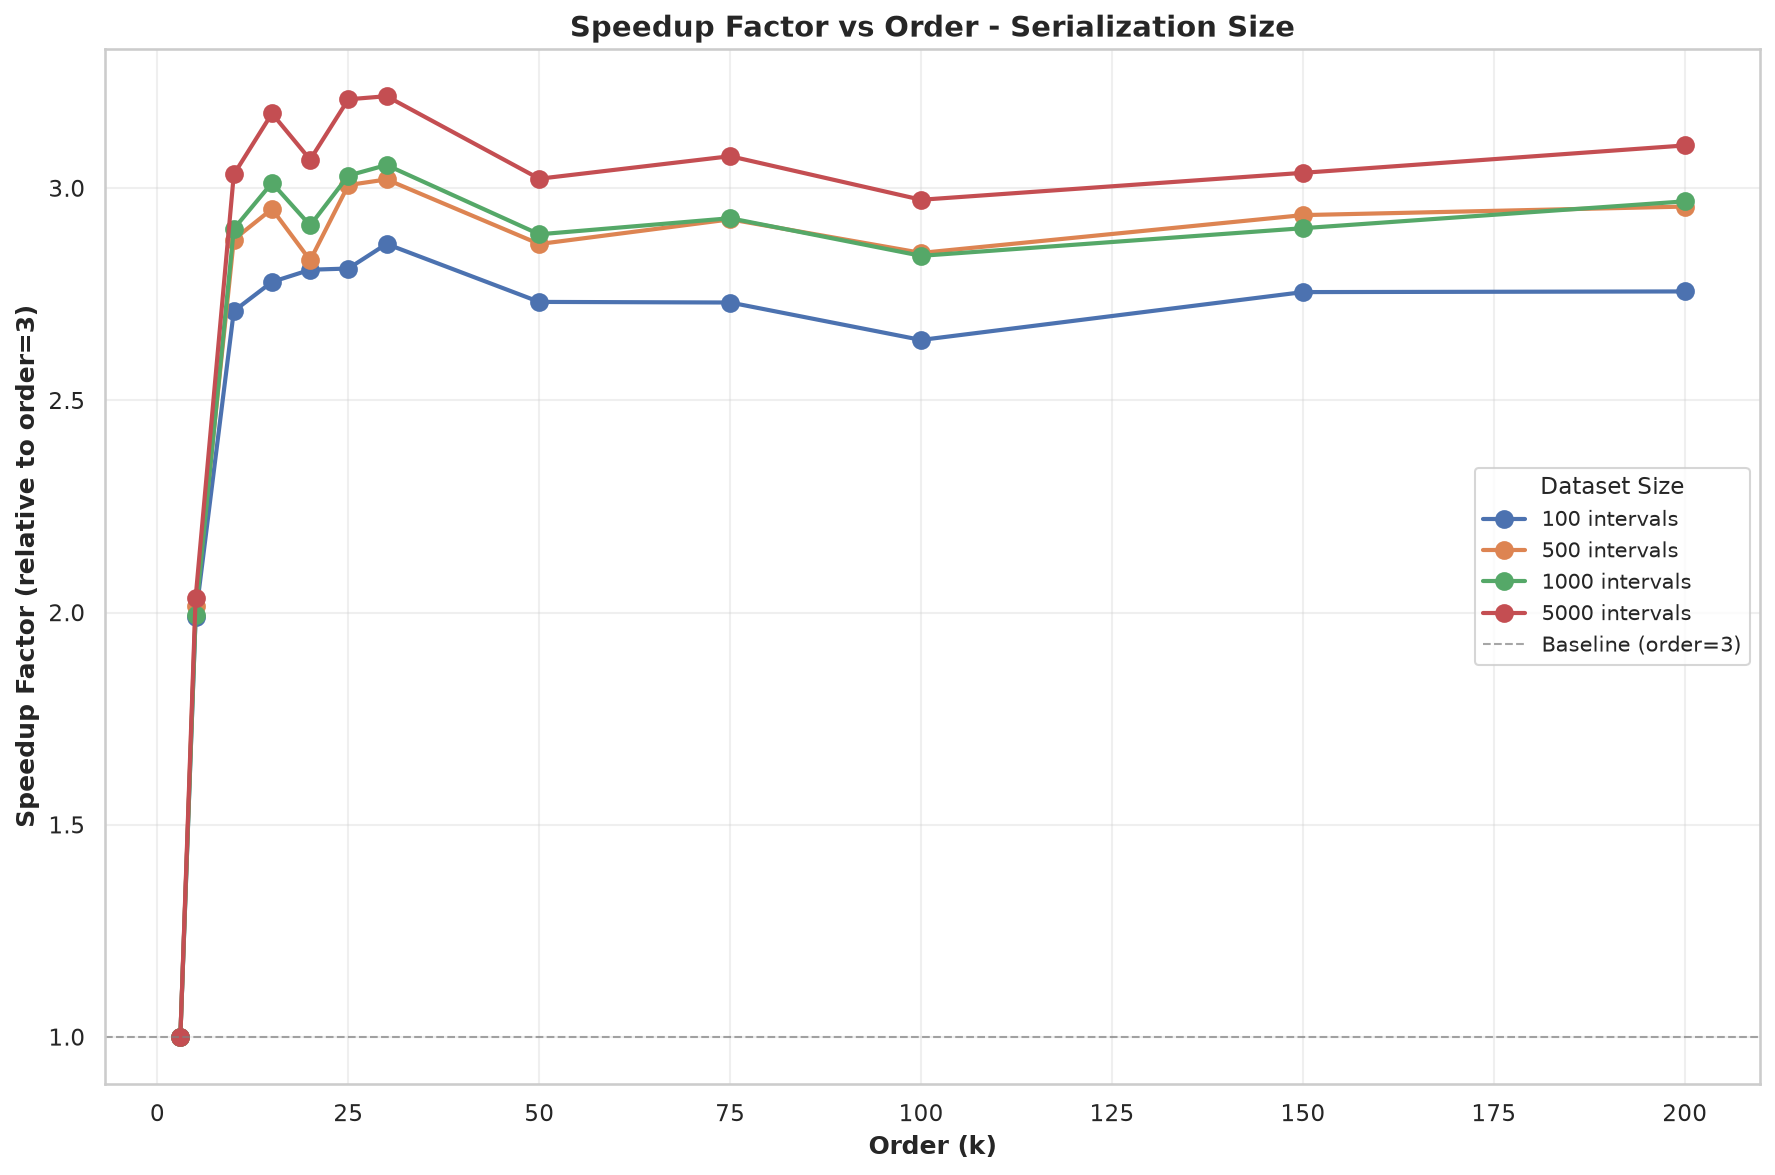 Speedup Factor vs Order - Serialization Size
Speedup Factor (relative to order=3)
3.0
2.5
2.0
1.5
1.0
Dataset Size
100 intervals
500 intervals
1000 intervals
5000 intervals
Baseline (order=3)
0 25 50 75 100 125 150 175 200
Order (k)